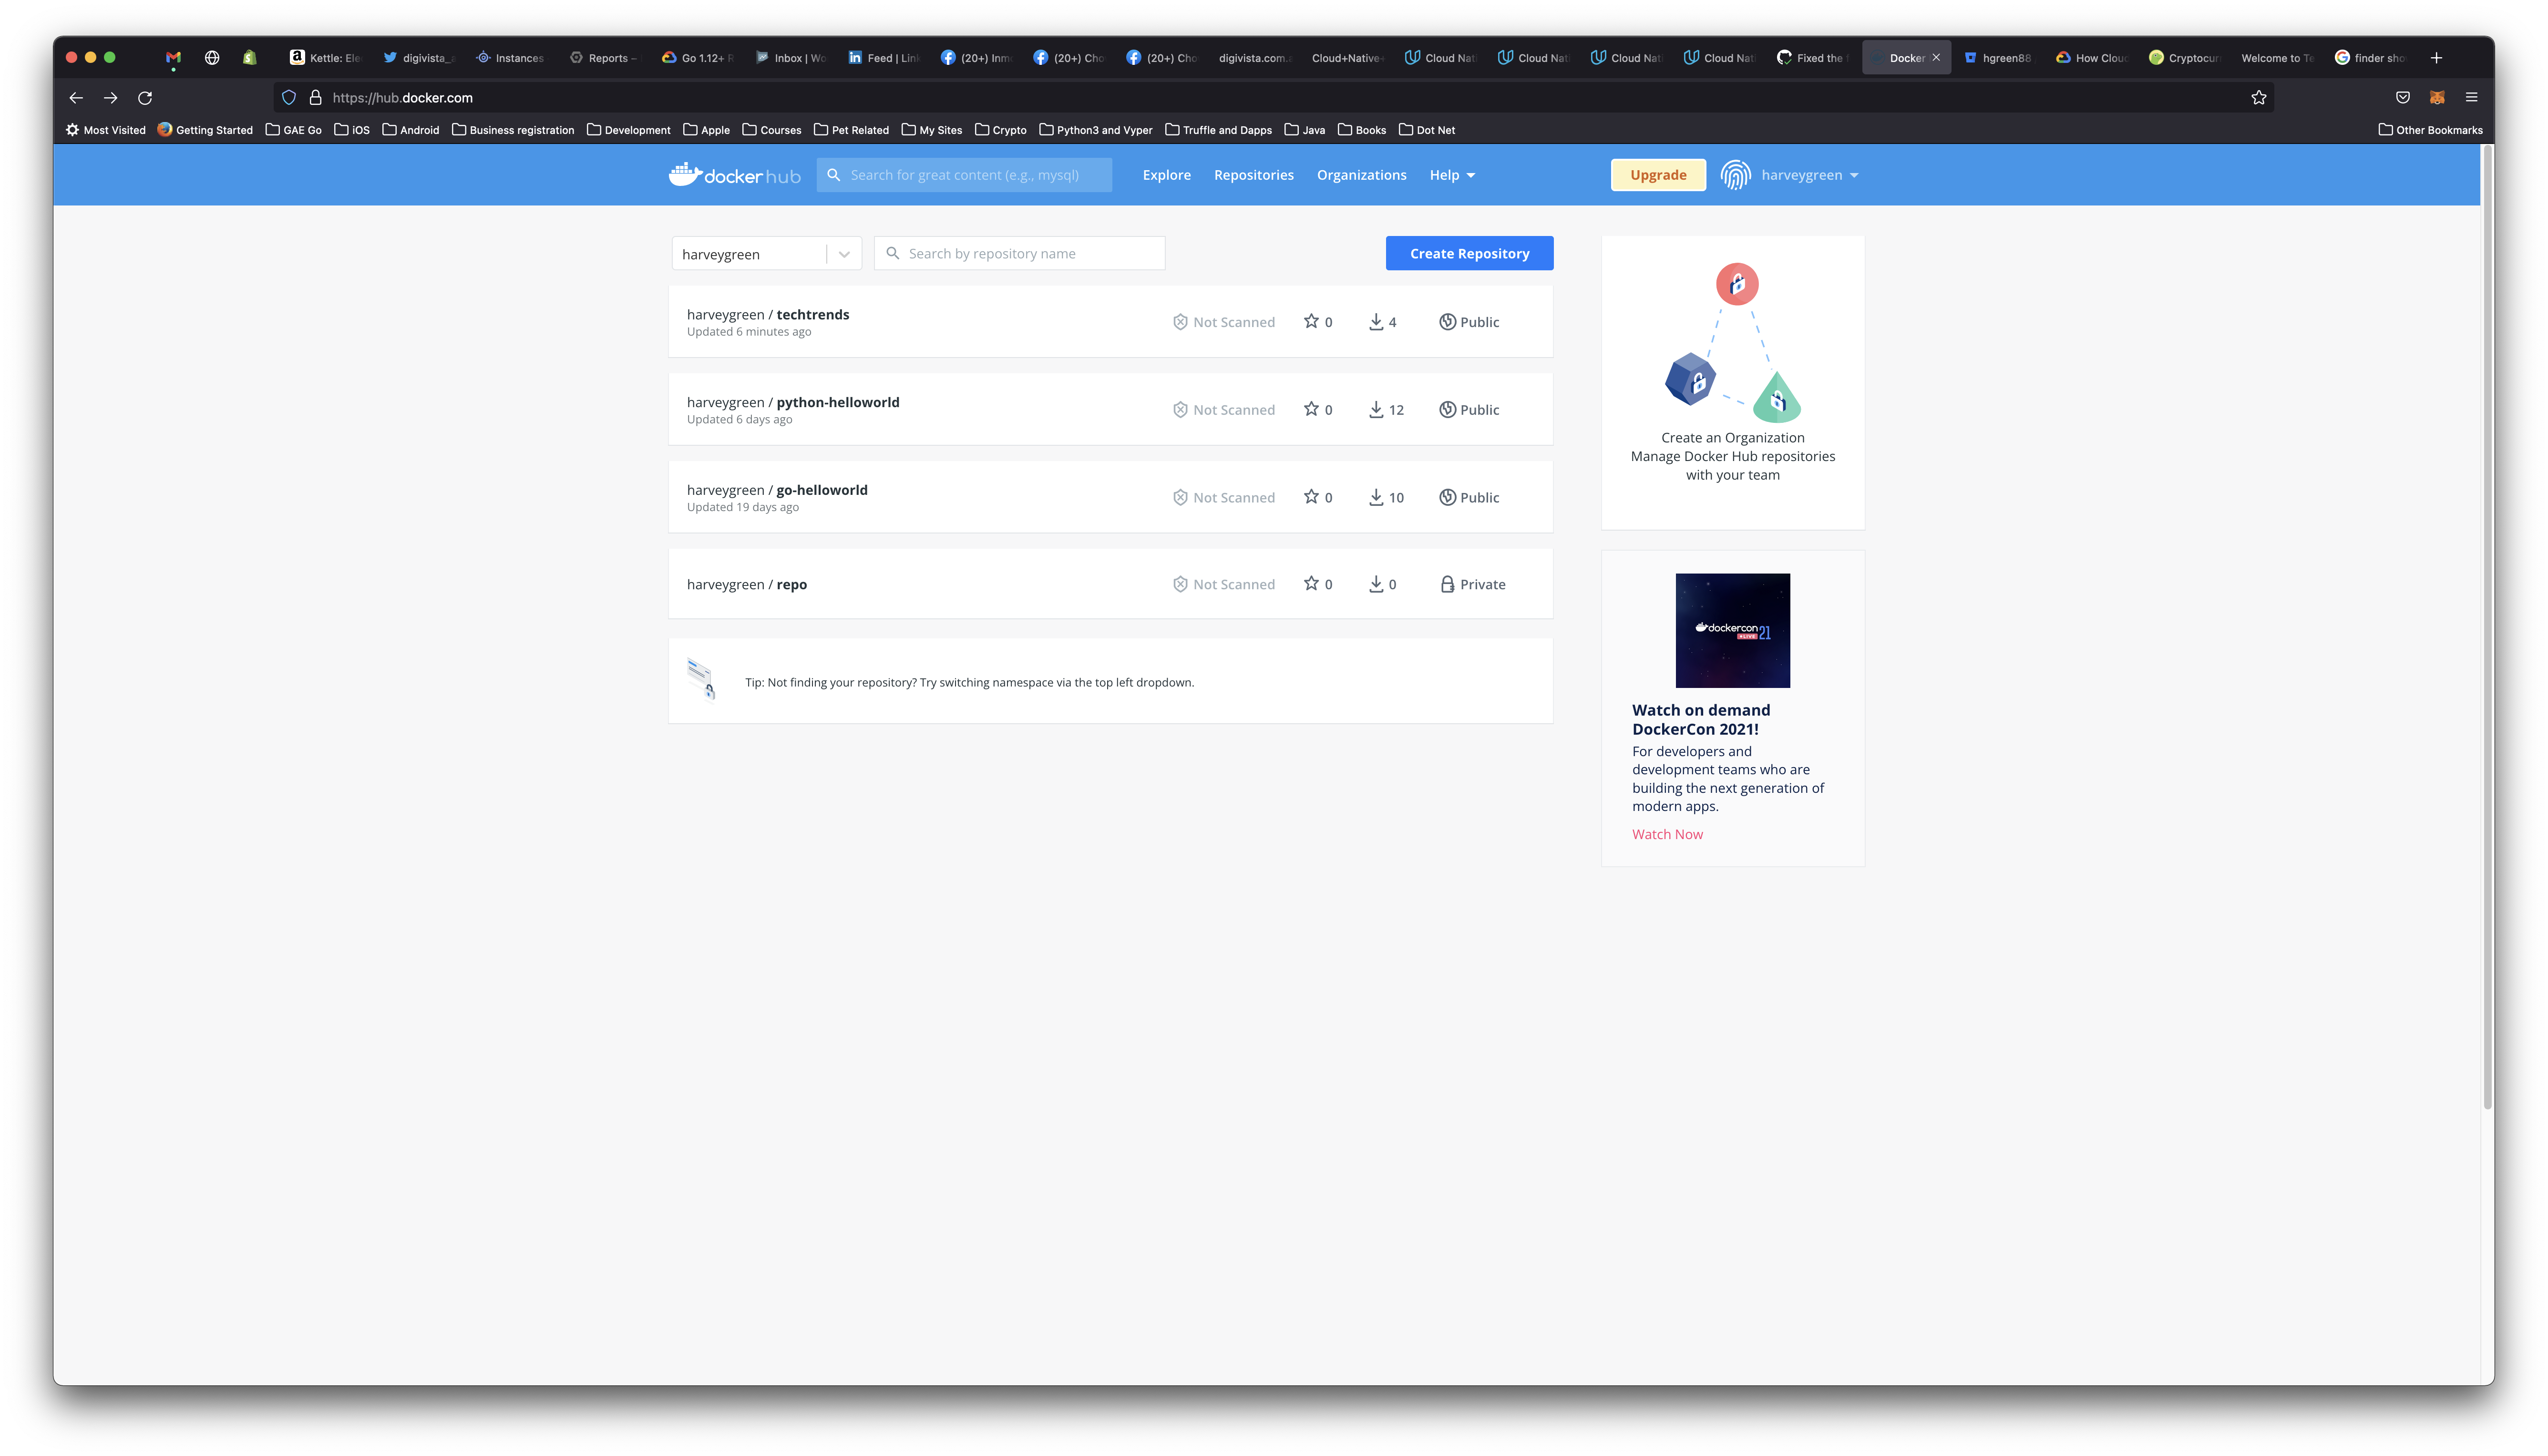 Kettle: Ele
digivista_a
Instances
Reports –
Go 1.12+ R
Inbox | Wo
Feed | Link
(20+) Inmo
(20+) Cho
(20+) Cho
digivista.com.a
Cloud+Native+
Cloud Nati
Cloud Nati
Cloud Nati
Cloud Nati
Fixed the f
Docker
hgreen88
How Clou
Cryptocur
Welcome to Te
finder sho
https://hub.docker.com
Most Visited
Getting Started
GAE Go
iOS
Android
Business registration
Development
Apple
Courses
Pet Related
My Sites
Crypto
Python3 and Vyper
Truffle and Dapps
Java
Books
Dot Net
Other Bookmarks
docker hub
Search for great content (e.g., mysql)
Explore
Repositories
Organizations
Help
Upgrade
harveygreen
harveygreen
Search by repository name
Create Repository
harveygreen / techtrends
Updated 6 minutes ago
Not Scanned
0
4
Public
harveygreen / python-helloworld
Updated 6 days ago
Not Scanned
0
12
Public
harveygreen / go-helloworld
Updated 19 days ago
Not Scanned
0
10
Public
harveygreen / repo
Not Scanned
0
0
Private
Tip: Not finding your repository? Try switching namespace via the top left dropdown.
Create an Organization
Manage Docker Hub repositories
with your team
dockercon 21
LIVE
Watch on demand
DockerCon 2021!
For developers and
development teams who are
building the next generation of
modern apps.
Watch Now